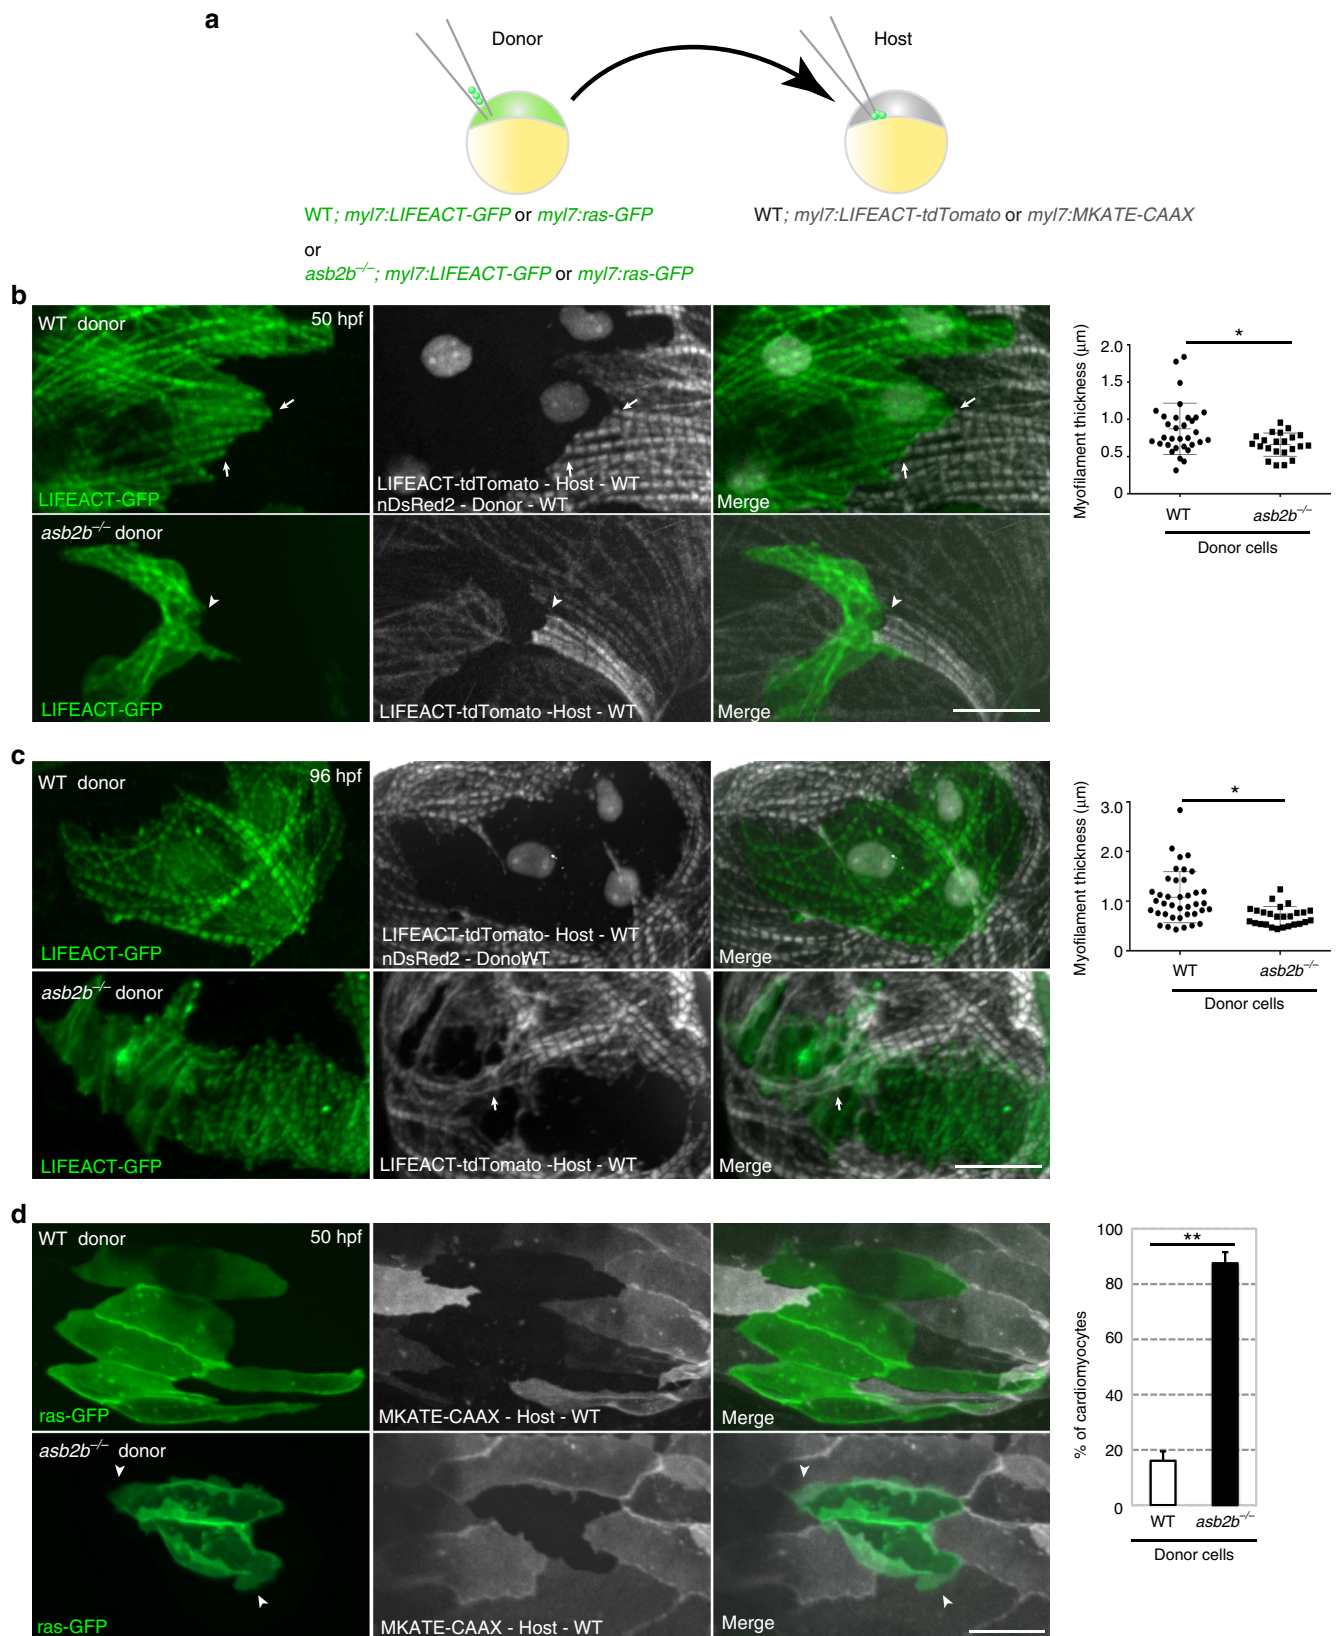 a
Donor
Host
WT; myl7:LIFEACT-GFP or myl7:ras-GFP
or
asb2b–/–; myl7:LIFEACT-GFP or myl7:ras-GFP
WT; myl7:LIFEACT-tdTomato or myl7:MKATE-CAAX
b
WT donor
50 hpf
LIFEACT-GFP
LIFEACT-tdTomato - Host - WT
nDsRed2 - Donor - WT
Merge
asb2b–/– donor
LIFEACT-GFP
LIFEACT-tdTomato -Host - WT
Merge
Myofilament thickness (μm)
2.0
1.5
1.0
0.5
0
*
WT
asb2b–/–
Donor cells
c
WT donor
96 hpf
LIFEACT-GFP
LIFEACT-tdTomato- Host - WT
nDsRed2 - Donor WT
Merge
asb2b–/– donor
LIFEACT-GFP
LIFEACT-tdTomato -Host - WT
Merge
Myofilament thickness (μm)
3.0
2.0
1.0
0
*
WT
asb2b–/–
Donor cells
d
WT donor
50 hpf
ras-GFP
MKATE-CAAX - Host - WT
Merge
asb2b–/– donor
ras-GFP
MKATE-CAAX - Host - WT
Merge
% of cardiomyocytes
100
80
60
40
20
0
**
WT
asb2b–/–
Donor cells